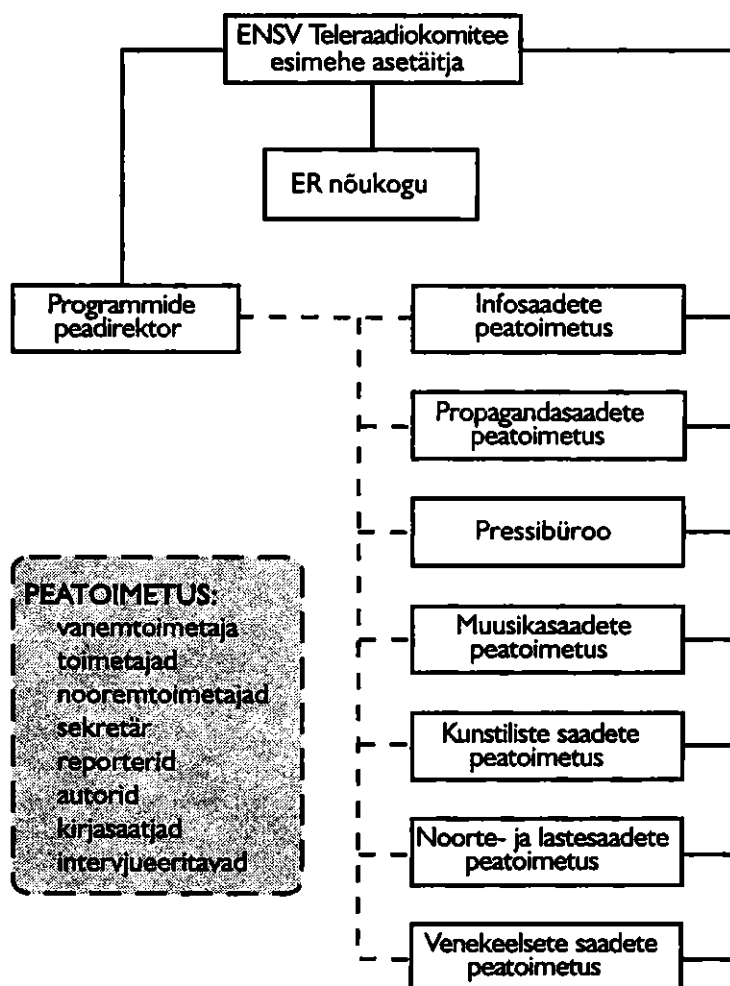 ENSV Teleraadiokomitee
esimehe asetäitja
ER nõukogu
Programmide
peadirektor
Infosaadete
peatoimetus
Propagandasaadete
peatoimetus
Pressibüroo
Muusikasaadete
peatoimetus
Kunstiliste saadete
peatoimetus
Noorte- ja lastesaadete
peatoimetus
Venekeelsete saadete
peatoimetus
PEATOIMETUS:
vanemtoimetaja
toimetajad
nooremtoimetajad
sekretär
reporterid
autorid
kirjasaatjad
intervjueeritavad